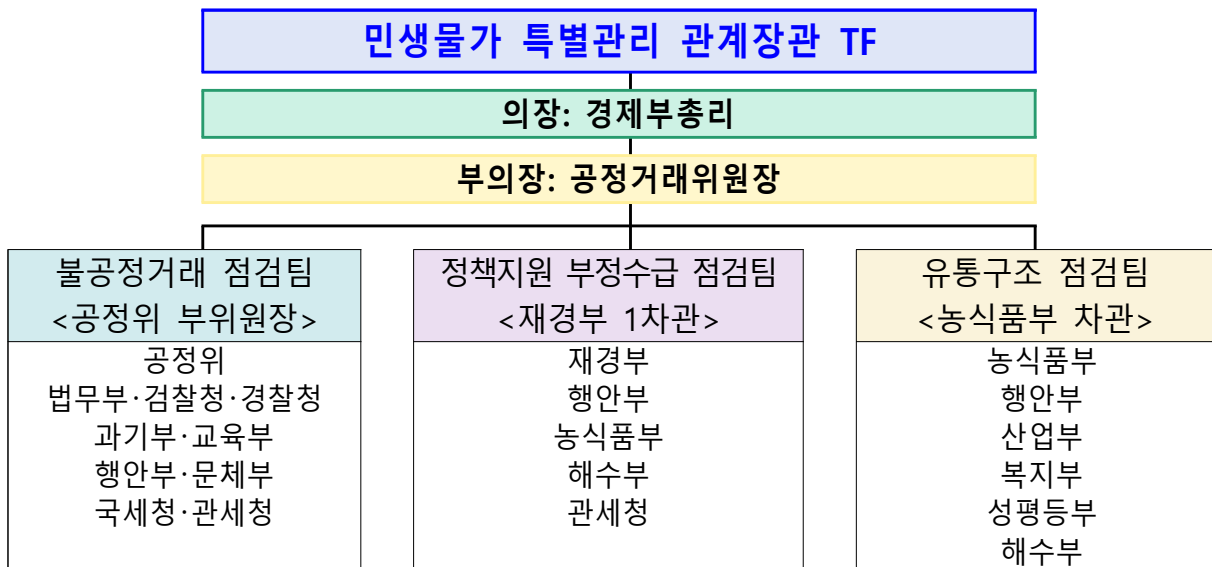 민생물가 특별관리 관계장관 TF
의장: 경제부총리
부의장: 공정거래위원장
불공정거래 점검팀
<공정위 부위원장>
공정위
법무부·검찰청·경찰청
과기부·교육부
행안부·문체부
국세청·관세청
정책지원 부정수급 점검팀
<재경부 1차관>
재경부
행안부
농식품부
해수부
관세청
유통구조 점검팀
<농식품부 차관>
농식품부
행안부
산업부
복지부
성평등부
해수부